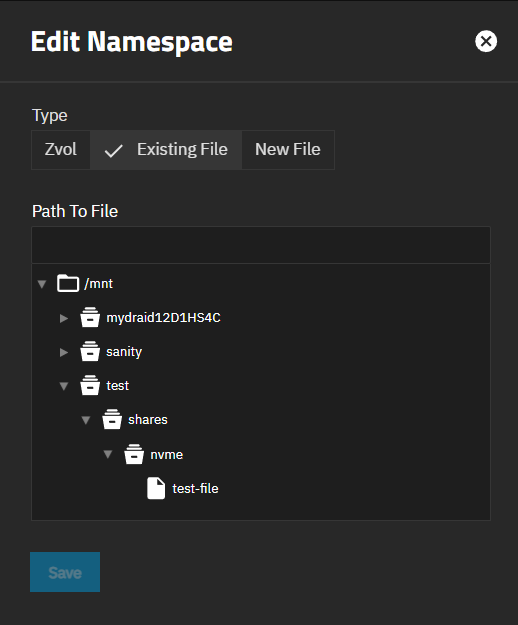 Edit Namespace
Type
Zvol Existing File New File
Path To File
/mnt
mydraid12D1HS4C
sanity
test
shares
nvme
test-file
Save